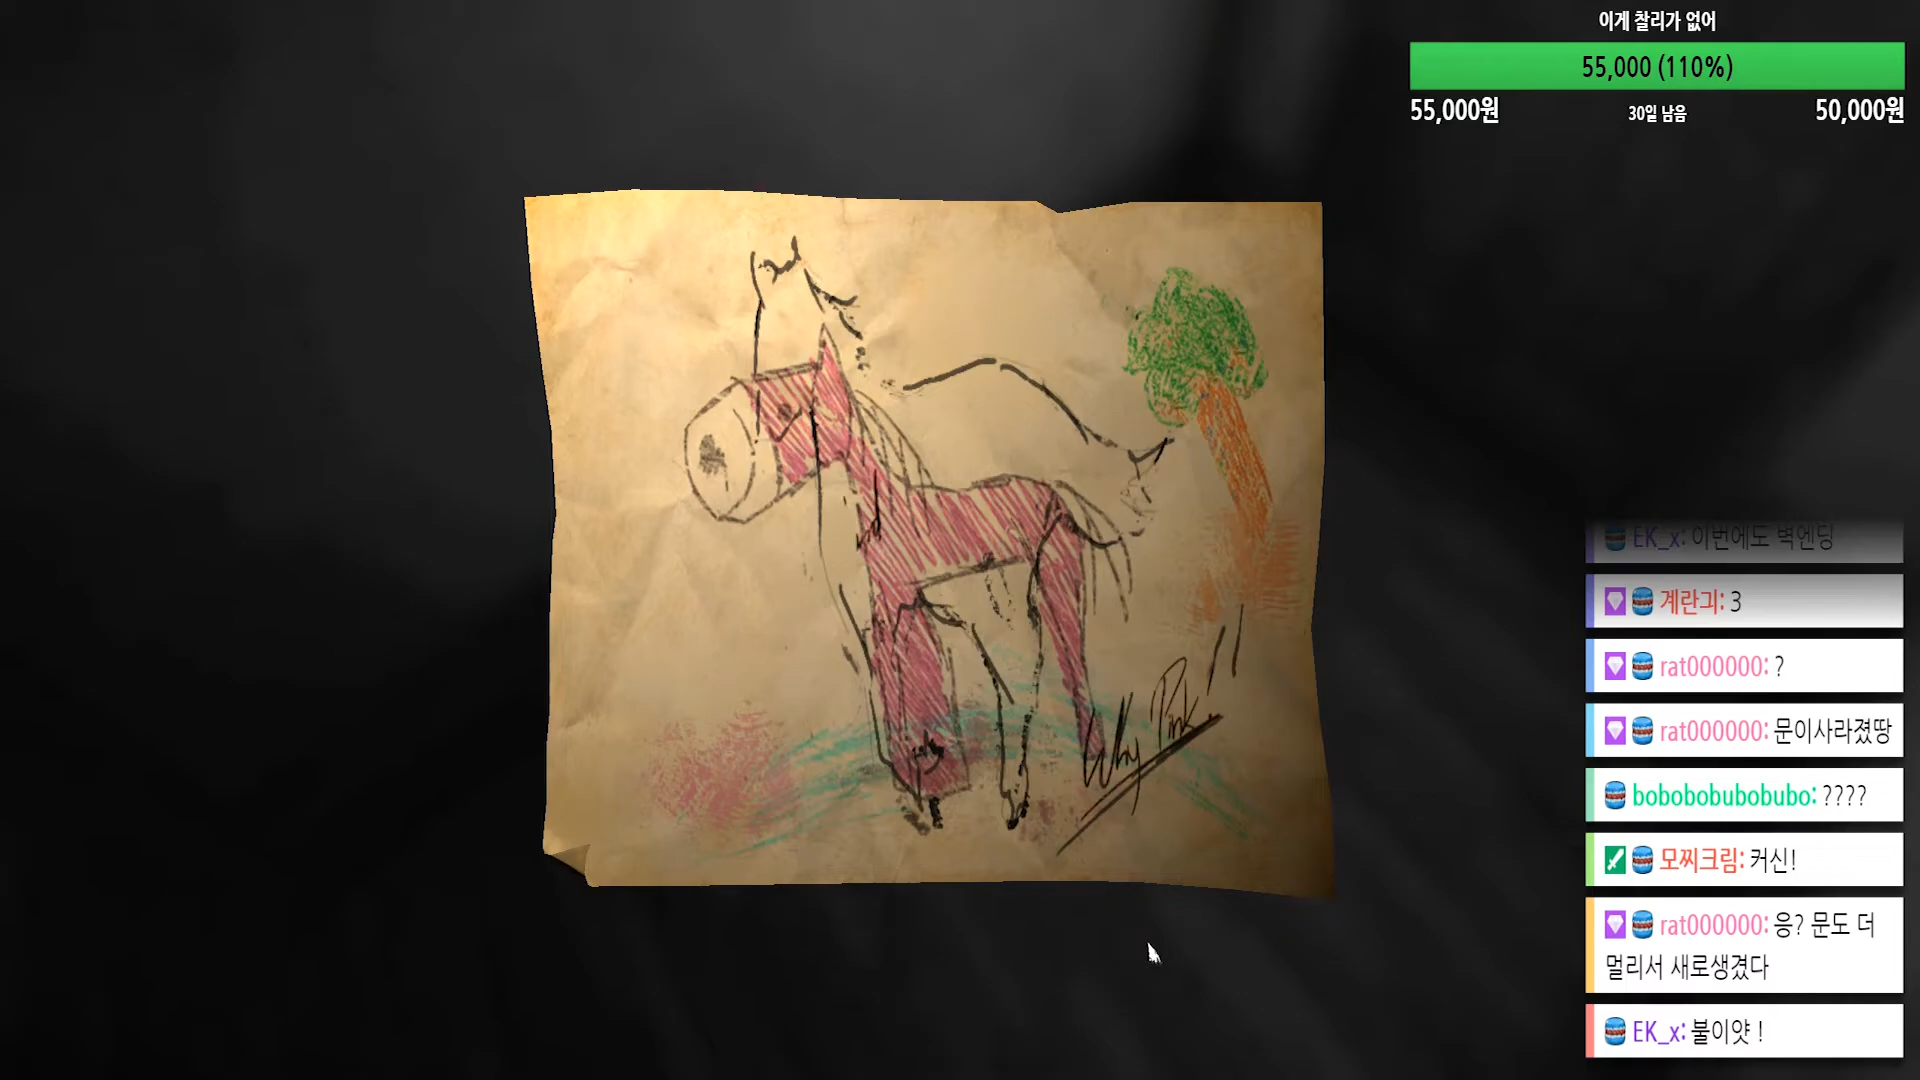 이게 찰리가 없어
55,000 (110%)
55,000원 30일 남음 50,000원
Why Pink !!
EK_x: 이번에도 벽엔딩
계란긔: 3
rat000000: ?
rat000000: 문이사라졌땅
bobobobubobubo: ????
모찌크림: 커신!
rat000000: 응? 문도 더
멀리서 새로생겼다
EK_x: 불이얏 !